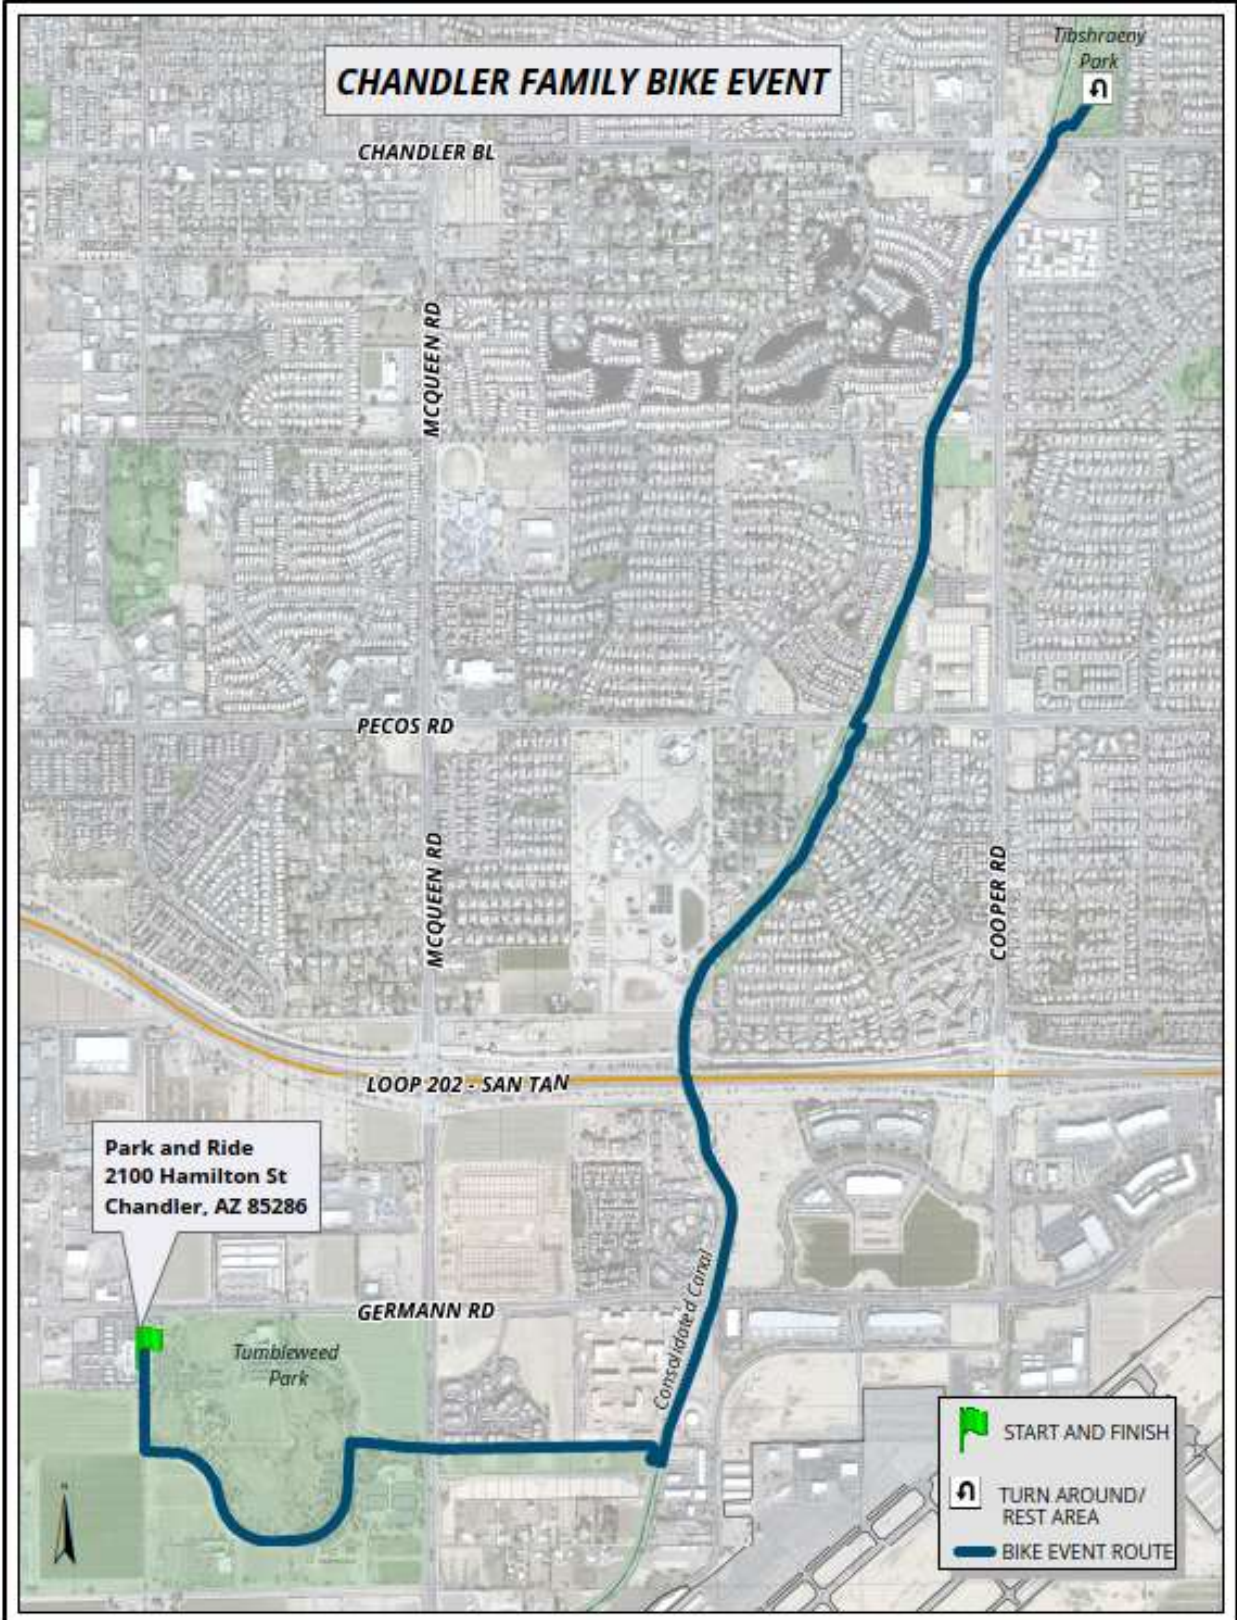 Tibshraeny
Park
CHANDLER FAMILY BIKE EVENT
CHANDLER BL
MCQUEEN RD
PECOS RD
MCQUEEN RD
COOPER RD
LOOP 202 - SAN TAN
Park and Ride
2100 Hamilton St
Chandler, AZ 85286
Consolidated Canal
GERMANN RD
Tumbleweed
Park
START AND FINISH
TURN AROUND/
REST AREA
BIKE EVENT ROUTE
N